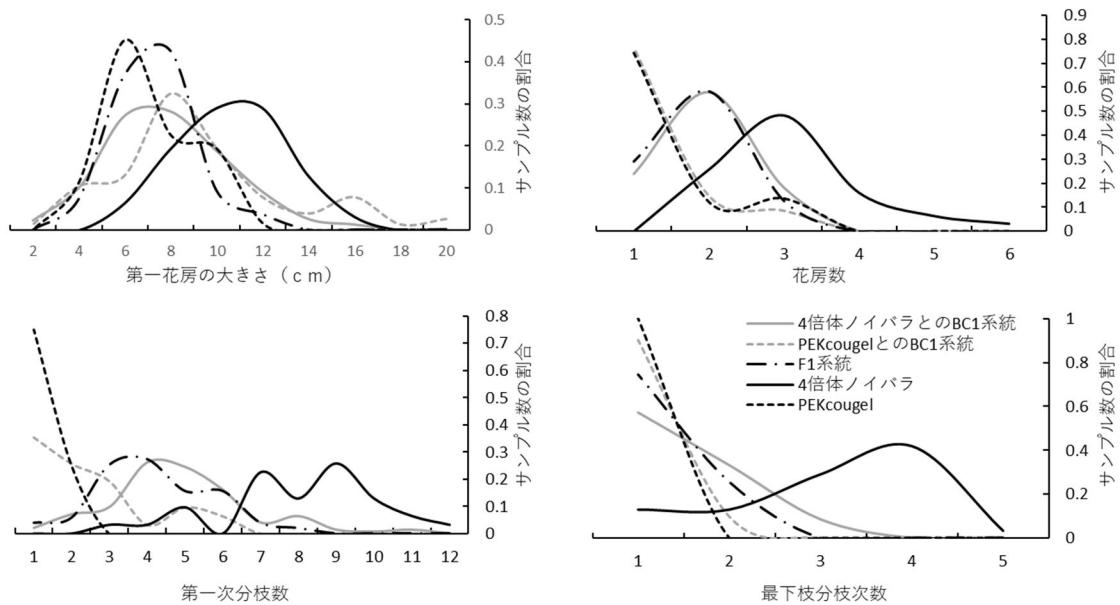 0.5
0.4
0.3
0.2
0.1
0
サンプル数の割合
2 4 6 8 10 12 14 16 18 20
第一花房の大きさ（ｃｍ）
0.9
0.8
0.7
0.6
0.5
0.4
0.3
0.2
0.1
0
サンプル数の割合
1 2 3 4 5 6
花房数
0.8
0.7
0.6
0.5
0.4
0.3
0.2
0.1
0
サンプル数の割合
1 2 3 4 5 6 7 8 9 10 11 12
第一次分枝数
4倍体ノイバラとのBC1系統
PEKcougelとのBC1系統
F1系統
4倍体ノイバラ
PEKcougel
1
0.8
0.6
0.4
0.2
0
サンプル数の割合
1 2 3 4 5
最下枝分枝次数